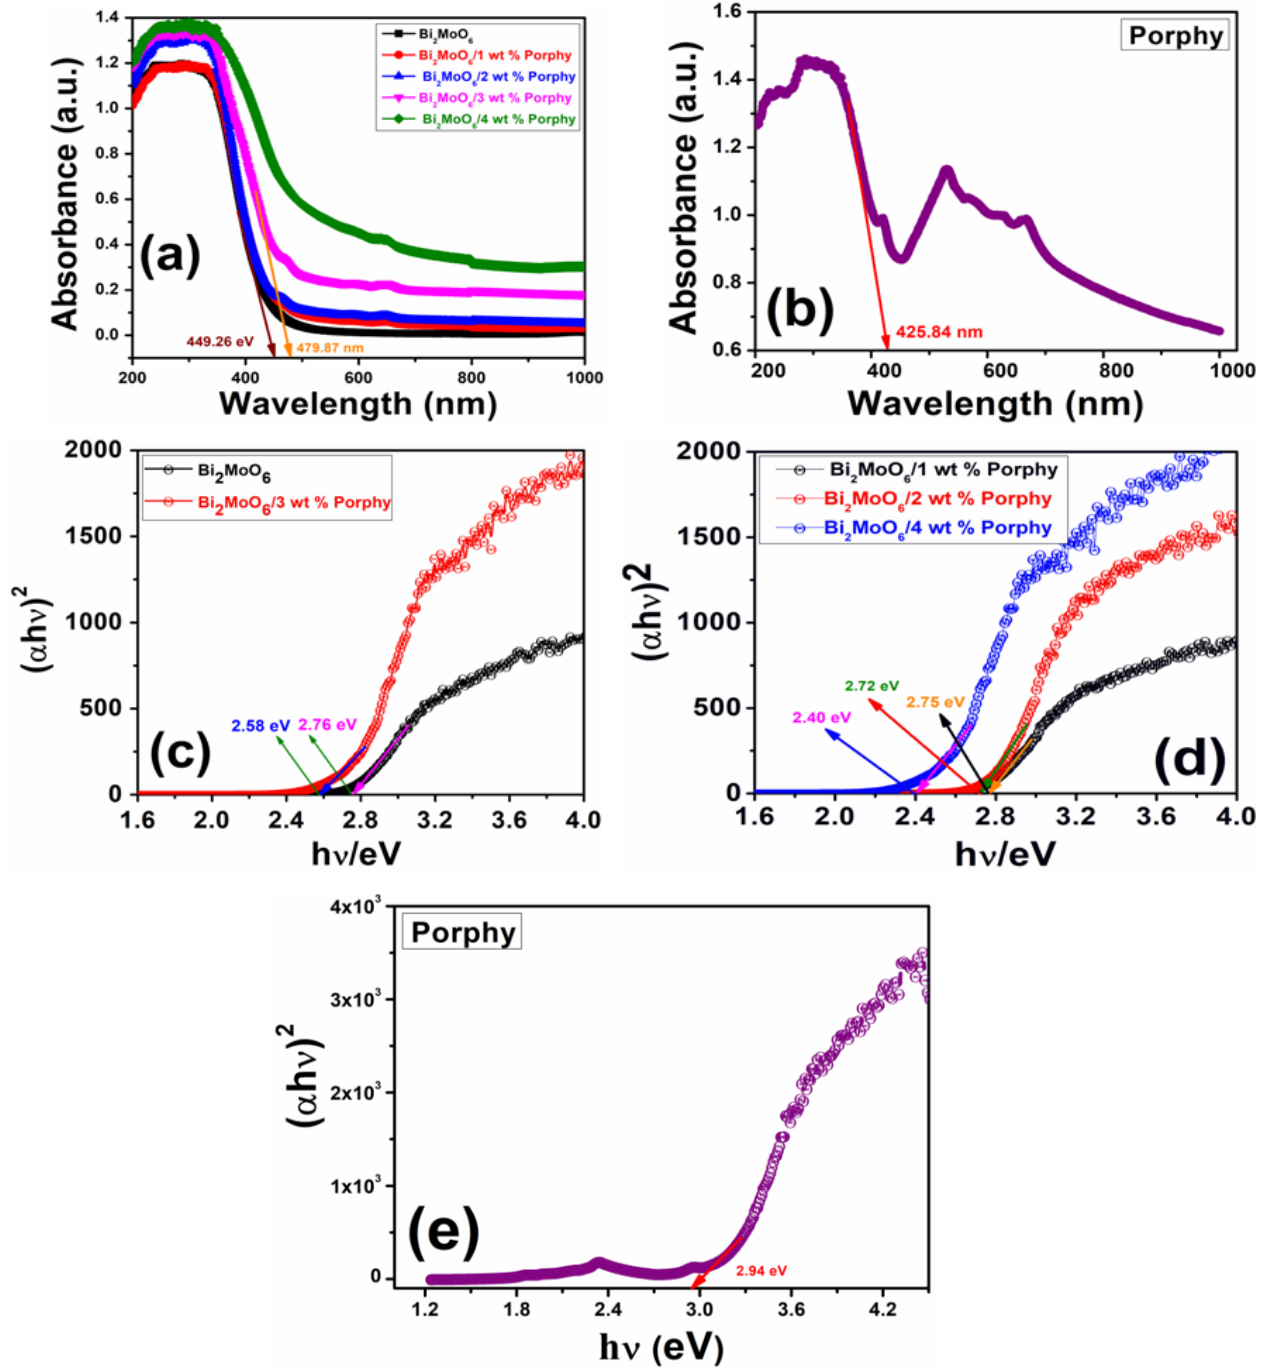 1.4
1.2
1.0
0.8
0.6
0.4
0.2
0.0
Absorbance (a.u.)
Bi₂MoO₆
Bi₂MoO₆/1 wt % Porphy
Bi₂MoO₆/2 wt % Porphy
Bi₂MoO₆/3 wt % Porphy
Bi₂MoO₆/4 wt % Porphy
(a)
449.26 eV
479.87 nm
200
400
600
800
1000
Wavelength (nm)
1.6
1.4
1.2
1.0
0.8
0.6
Absorbance (a.u.)
Porphy
(b)
425.84 nm
200
400
600
800
1000
Wavelength (nm)
2000
1500
1000
500
0
(αhν)²
Bi₂MoO₆
Bi₂MoO₆/3 wt % Porphy
2.58 eV
2.76 eV
(c)
1.6
2.0
2.4
2.8
3.2
3.6
4.0
hν/eV
2000
1500
1000
500
0
(αhν)2
Bi₂MoO₆/1 wt % Porphy
Bi₂MoO₆/2 wt % Porphy
Bi₂MoO₆/4 wt % Porphy
2.72 eV
2.75 eV
2.40 eV
(d)
1.6
2.0
2.4
2.8
3.2
3.6
4.0
hν/eV
4x10³
3x10³
2x10³
1x10³
0
(αhν)²
Porphy
(e)
2.94 eV
1.2
1.8
2.4
3.0
3.6
4.2
hν (eV)